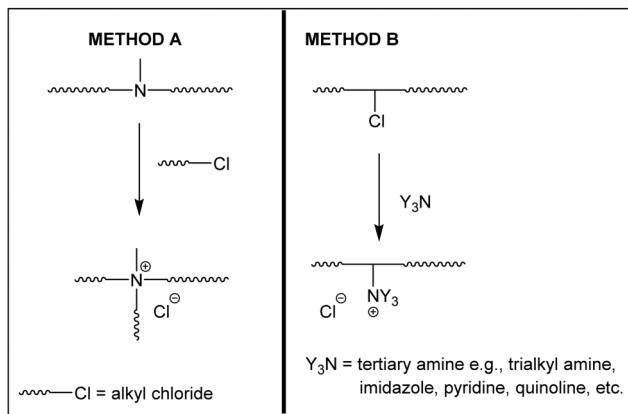 METHOD A
N
Cl
N
⊕
Cl
⊖
Cl = alkyl chloride
METHOD B
Cl
Y₃N
Cl
⊖
NY₃
⊕
Y₃N = tertiary amine e.g., trialkyl amine,
imidazole, pyridine, quinoline, etc.